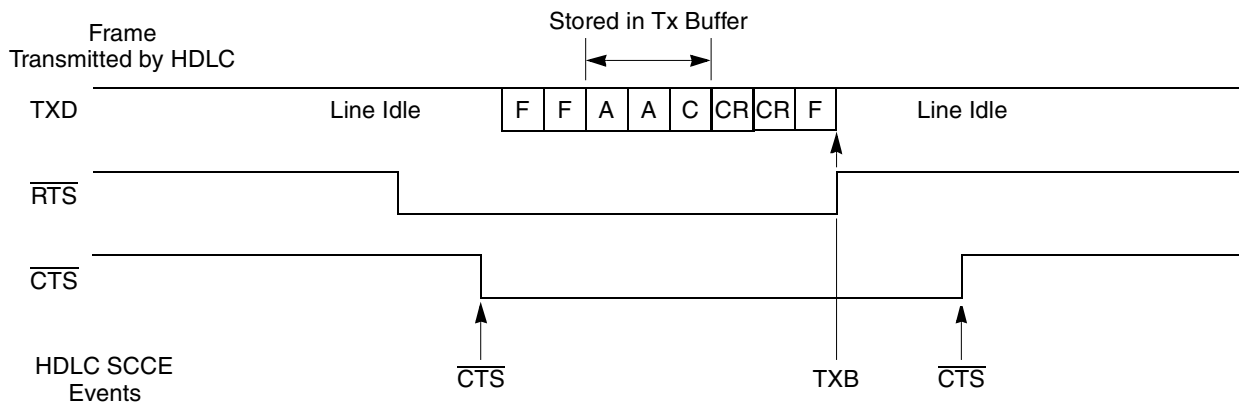 Stored in Tx Buffer
Frame
Transmitted by HDLC
TXD Line Idle F F A A C CR CR F Line Idle
RTS
CTS
HDLC SCCE
Events
CTS TXB CTS